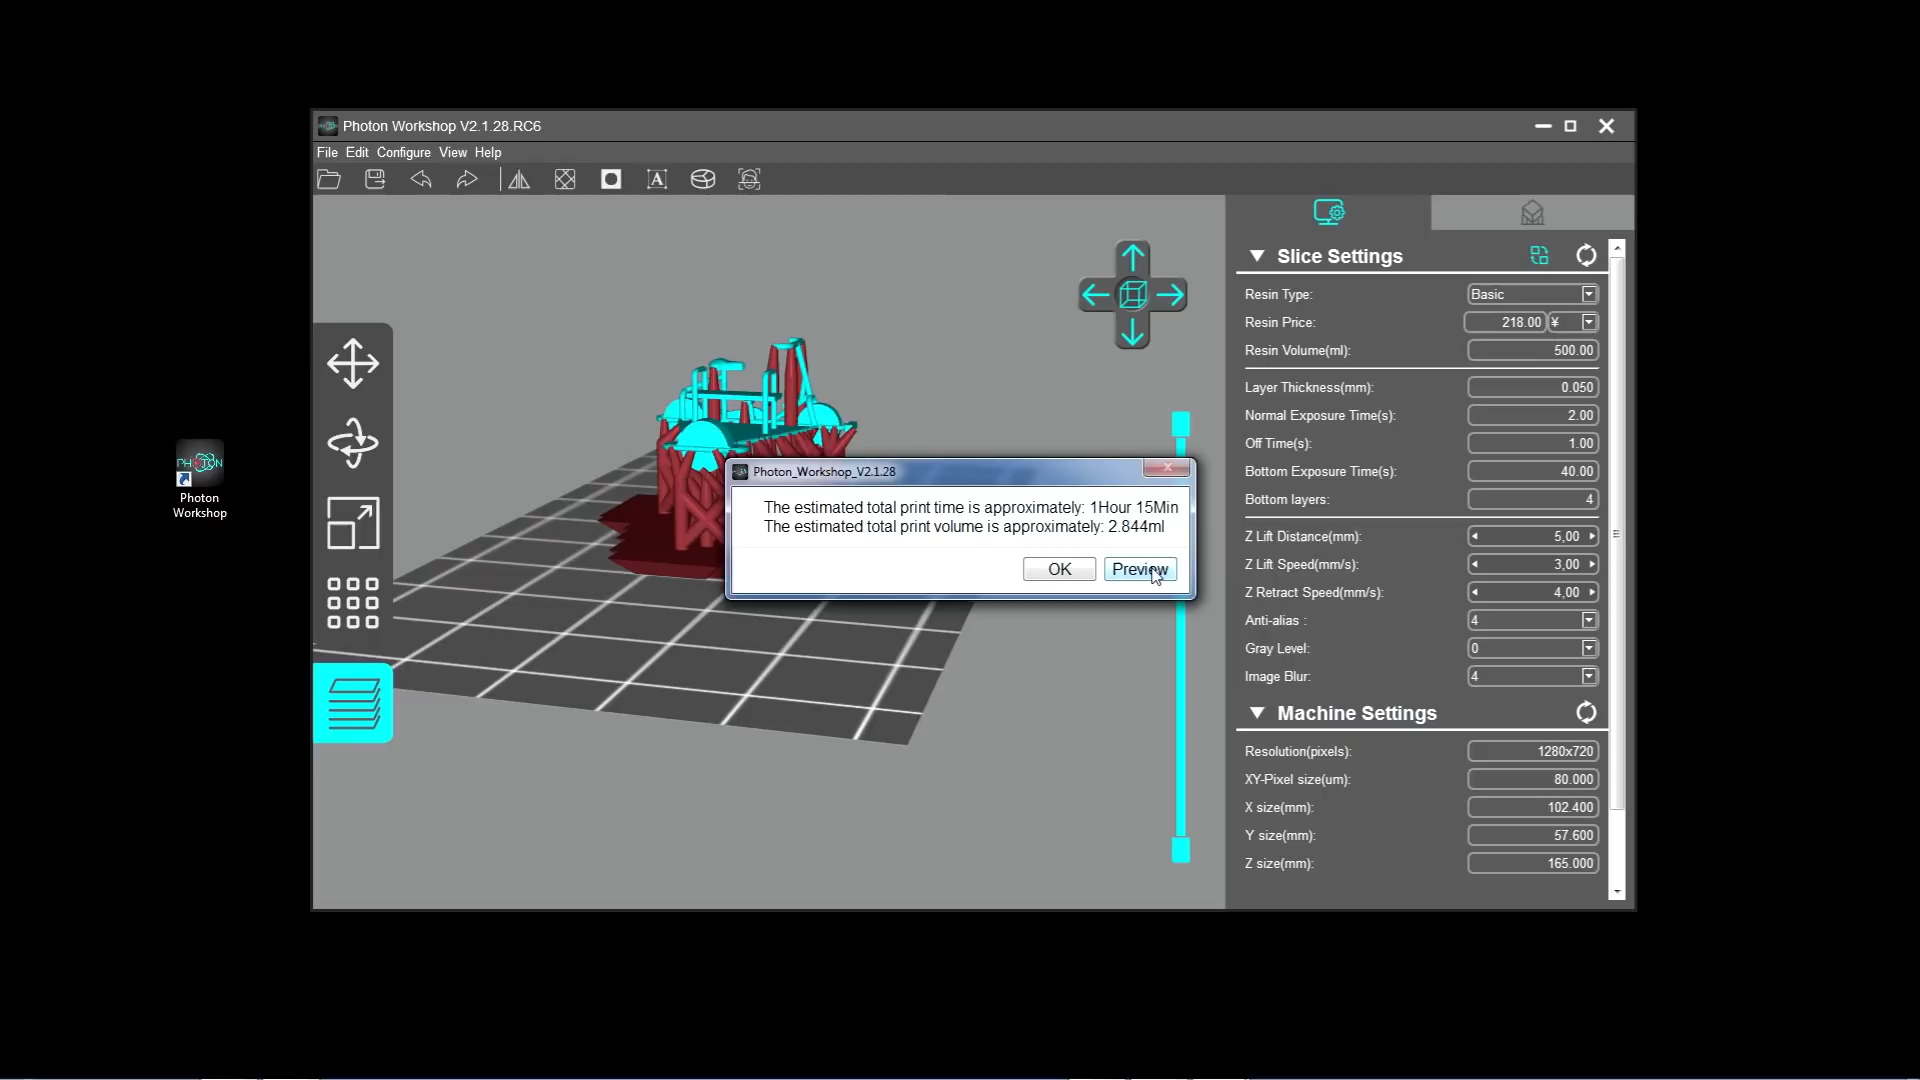 Photon Workshop V2.1.28.RC6
File Edit Configure View Help
A
Slice Settings
Resin Type: Basic
Resin Price: 218.00 ¥
Resin Volume(ml): 500.00
Layer Thickness(mm): 0.050
Normal Exposure Time(s): 2.00
Off Time(s): 1.00
Bottom Exposure Time(s): 40.00
Bottom layers: 4
Z Lift Distance(mm): 5,00
Z Lift Speed(mm/s): 3,00
Z Retract Speed(mm/s): 4,00
Anti-alias : 4
Gray Level: 0
Image Blur: 4
Machine Settings
Resolution(pixels): 1280x720
XY-Pixel size(um): 80.000
X size(mm): 102.400
Y size(mm): 57.600
Z size(mm): 165.000
Photon_Workshop_V2.1.28
The estimated total print time is approximately: 1Hour 15Min
The estimated total print volume is approximately: 2.844ml
OK Preview
PHOTON
Photon
Workshop